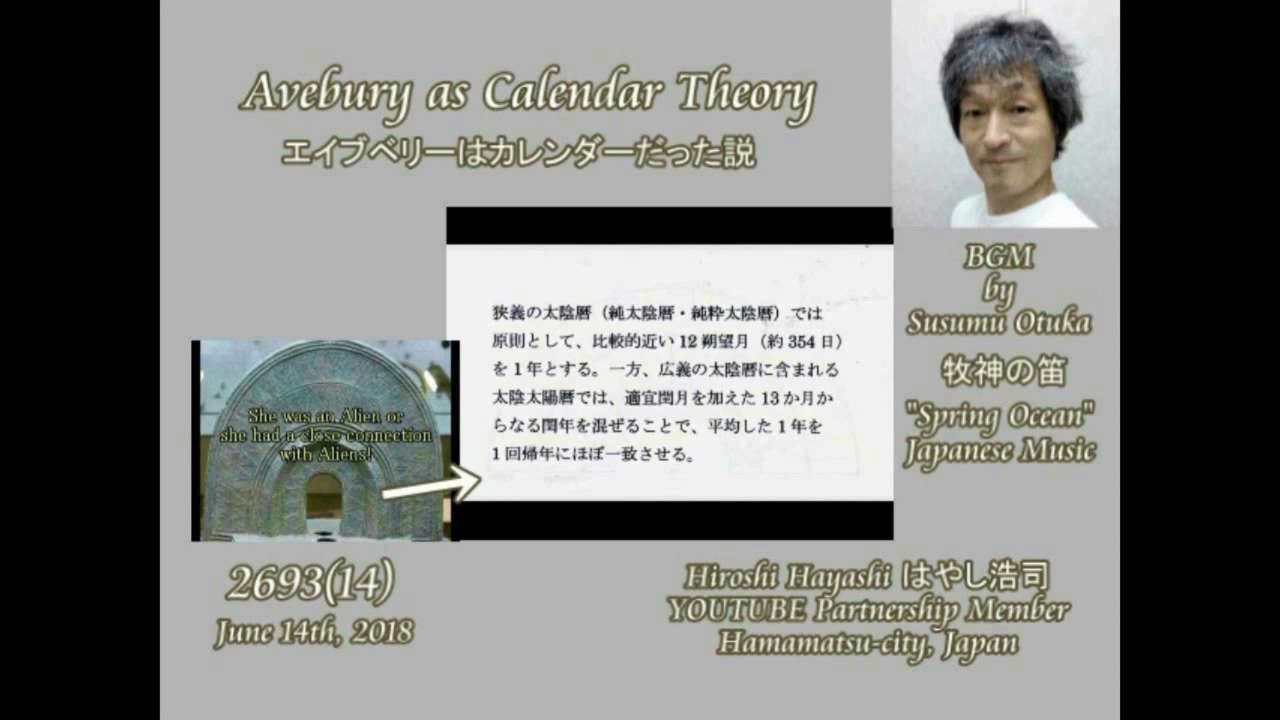 Avebury as Calendar Theory
エイブベリーはカレンダーだった説
狭義の太陰暦（純太陰暦・純粋太陰暦）では
原則として、比較的近い 12 朔望月（約 354 日）
を 1 年とする。一方、広義の太陰暦に含まれる
太陰太陽暦では、適宜閏月を加えた 13 か月か
らなる閏年を混ぜることで、平均した 1 年を
1 回帰年にほぼ一致させる。
She was an Alien or
she had a close connection
with Aliens!
BGM
by
Susumu Otuka
牧神の笛
"Spring Ocean"
Japanese Music
2693(14)
June 14th, 2018
Hiroshi Hayashi はやし浩司
YOUTUBE Partnership Member
Hamamatsu-city, Japan